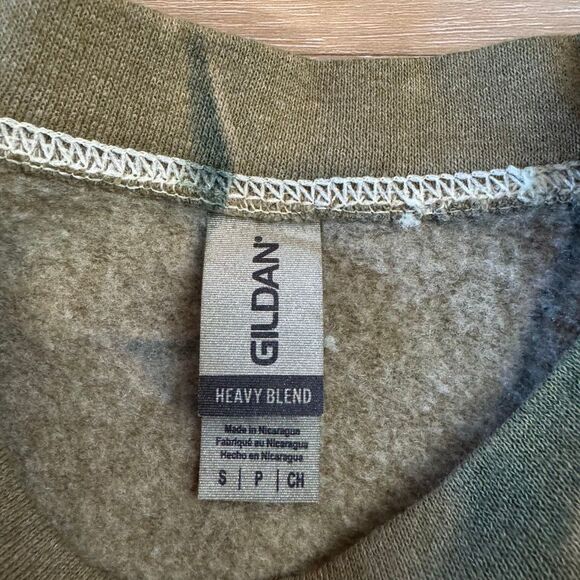 GILDAN®
HEAVY BLEND
Made in Nicaragua
Fabriqué au Nicaragua
Hecho en Nicaragua
S | P | CH